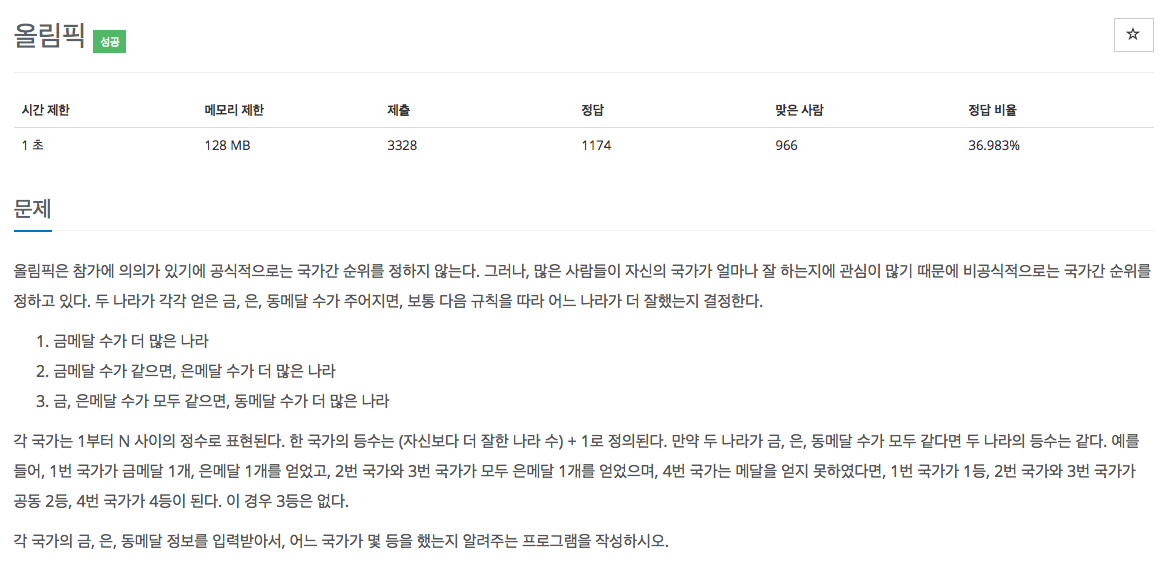 올림픽 성공
☆
시간 제한 메모리 제한 제출 정답 맞은 사람 정답 비율
1 초 128 MB 3328 1174 966 36.983%
문제
올림픽은 참가에 의의가 있기에 공식적으로는 국가간 순위를 정하지 않는다. 그러나, 많은 사람들이 자신의 국가가 얼마나 잘 하는지에 관심이 많기 때문에 비공식적으로는 국가간 순위를
정하고 있다. 두 나라가 각각 얻은 금, 은, 동메달 수가 주어지면, 보통 다음 규칙을 따라 어느 나라가 더 잘했는지 결정한다.
1. 금메달 수가 더 많은 나라
2. 금메달 수가 같으면, 은메달 수가 더 많은 나라
3. 금, 은메달 수가 모두 같으면, 동메달 수가 더 많은 나라
각 국가는 1부터 N 사이의 정수로 표현된다. 한 국가의 등수는 (자신보다 더 잘한 나라 수) + 1로 정의된다. 만약 두 나라가 금, 은, 동메달 수가 모두 같다면 두 나라의 등수는 같다. 예를
들어, 1번 국가가 금메달 1개, 은메달 1개를 얻었고, 2번 국가와 3번 국가가 모두 은메달 1개를 얻었으며, 4번 국가는 메달을 얻지 못하였다면, 1번 국가가 1등, 2번 국가와 3번 국가가
공동 2등, 4번 국가가 4등이 된다. 이 경우 3등은 없다.
각 국가의 금, 은, 동메달 정보를 입력받아서, 어느 국가가 몇 등을 했는지 알려주는 프로그램을 작성하시오.